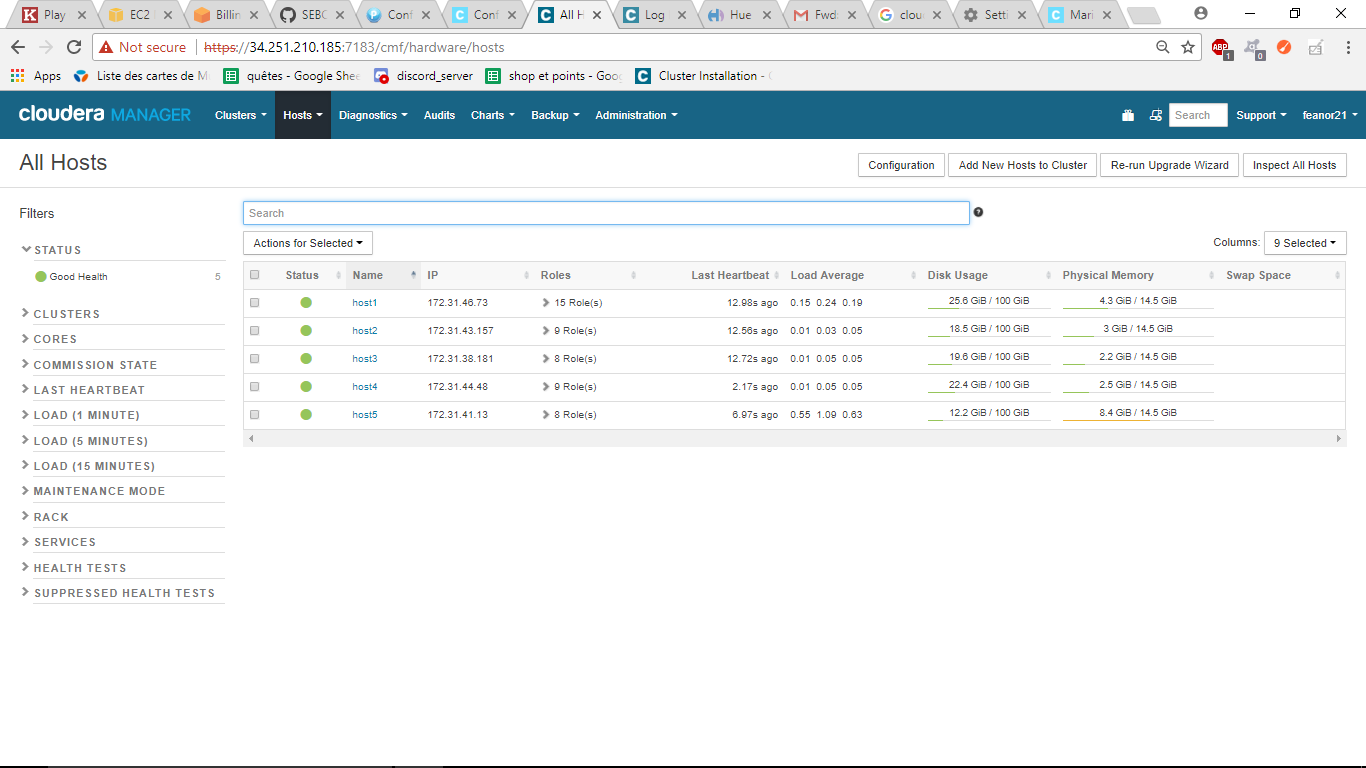 Play EC2 Billin SEBC Conf Conf All H Log Hue Fwd: clou Setti Mari
Not secure https://34.251.210.185:7183/cmf/hardware/hosts
ABP 1 0
Apps Liste des cartes de M quêtes - Google Shee discord_server shop et points - Goo Cluster Installation -
cloudera MANAGER Clusters Hosts Diagnostics Audits Charts Backup Administration Search Support feanor21
All Hosts Configuration Add New Hosts to Cluster Re-run Upgrade Wizard Inspect All Hosts
Filters
STATUS
Good Health 5
CLUSTERS
CORES
COMMISSION STATE
LAST HEARTBEAT
LOAD (1 MINUTE)
LOAD (5 MINUTES)
LOAD (15 MINUTES)
MAINTENANCE MODE
RACK
SERVICES
HEALTH TESTS
SUPPRESSED HEALTH TESTS
Search
Actions for Selected Columns: 9 Selected
Status Name IP Roles Last Heartbeat Load Average Disk Usage Physical Memory Swap Space
host1 172.31.46.73 15 Role(s) 12.98s ago 0.15 0.24 0.19 25.6 GiB / 100 GiB 4.3 GiB / 14.5 GiB
host2 172.31.43.157 9 Role(s) 12.56s ago 0.01 0.03 0.05 18.5 GiB / 100 GiB 3 GiB / 14.5 GiB
host3 172.31.38.181 8 Role(s) 12.72s ago 0.01 0.05 0.05 19.6 GiB / 100 GiB 2.2 GiB / 14.5 GiB
host4 172.31.44.48 9 Role(s) 2.17s ago 0.01 0.05 0.05 22.4 GiB / 100 GiB 2.5 GiB / 14.5 GiB
host5 172.31.41.13 8 Role(s) 6.97s ago 0.55 1.09 0.63 12.2 GiB / 100 GiB 8.4 GiB / 14.5 GiB